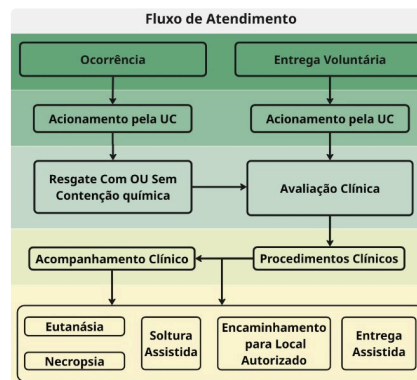 Fluxo de Atendimento
Ocorrência
Entrega Voluntária
Acionamento pela UC
Acionamento pela UC
Resgate Com OU Sem
Contenção química
Avaliação Clínica
Acompanhamento Clínico
Procedimentos Clínicos
Eutanásia
Necropsia
Soltura
Assistida
Encaminhamento
para Local
Autorizado
Entrega
Assistida